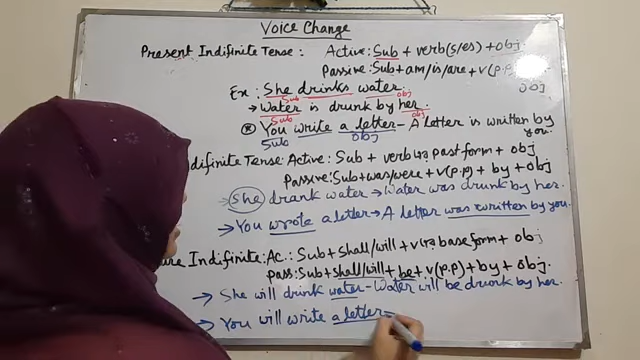 Voice Change
Present Indifinite Tense: Active: Sub + verb(s/es) + obj
Passive: Sub + am/is/are + v(p.p)
obj
Ex: She drinks water.
Sub obj
→ Water is drunk by her.
Sub obj
* You write a letter - A letter is written by you.
Sub obj
difinite Tense: Active: Sub + verb এর past form + obj
Passive: Sub + was/were + v(p.p) + by + obj
→ She drank water → Water was drunk by her.
→ You wrote a letter → A letter was written by you.
Indifinite: Ac.: Sub + shall/will + v এর base form + obj
Pass: Sub + shall/will + be + v(p.p) + by + obj.
→ She will drink water - Water will be drunk by her.
→ You will write a letter -